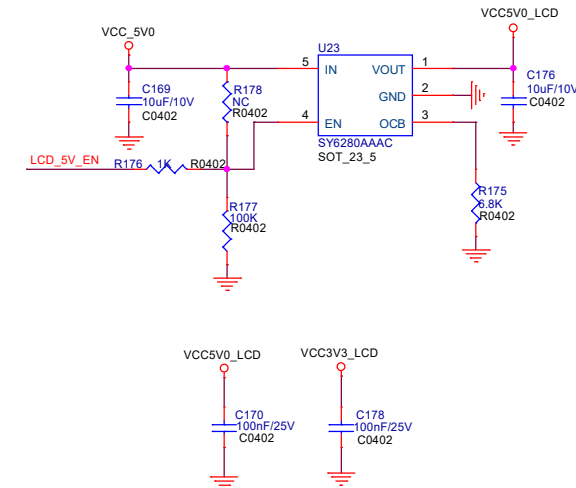 VCC5V0_LCD
VCC_5V0
U23
5
IN
VOUT
1
C169
10uF/10V
C0402
R178
NC
R0402
GND
2
C176
10uF/10V
C0402
4
EN
OCB
3
SY6280AAAC
SOT_23_5
LCD_5V_EN
R176
1K
R0402
R175
6.8K
R0402
R177
100K
R0402
VCC5V0_LCD
VCC3V3_LCD
C170
100nF/25V
C0402
C178
100nF/25V
C0402